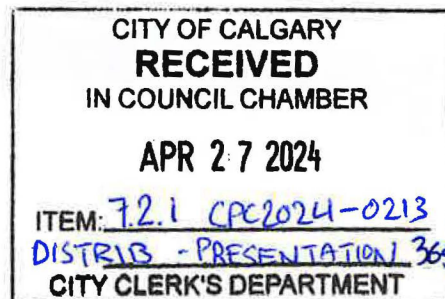 CITY OF CALGARY
RECEIVED
IN COUNCIL CHAMBER
APR 27 2024
ITEM: 7.2.1 CPC2024-0213
DISTRIB - PRESENTATION
CITY CLERK'S DEPARTMENT